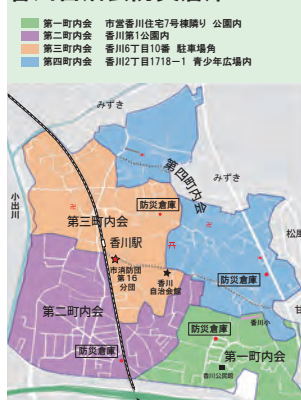 第一町内会 市営香川住宅7号棟隣り 公園内
第二町内会 香川第1公園内
第三町内会 香川6丁目10番 駐車場角
第四町内会 香川2丁目1718−1 青少年広場内
みずき
第四町内会
みずき
小出川
松風
防災倉庫
第三町内会
香川駅
市消防団
第16
分団
香川
自治会館
防災倉庫
第二町内会
香川小
防災倉庫
防災倉庫
甘
第一町内会
香川公民館